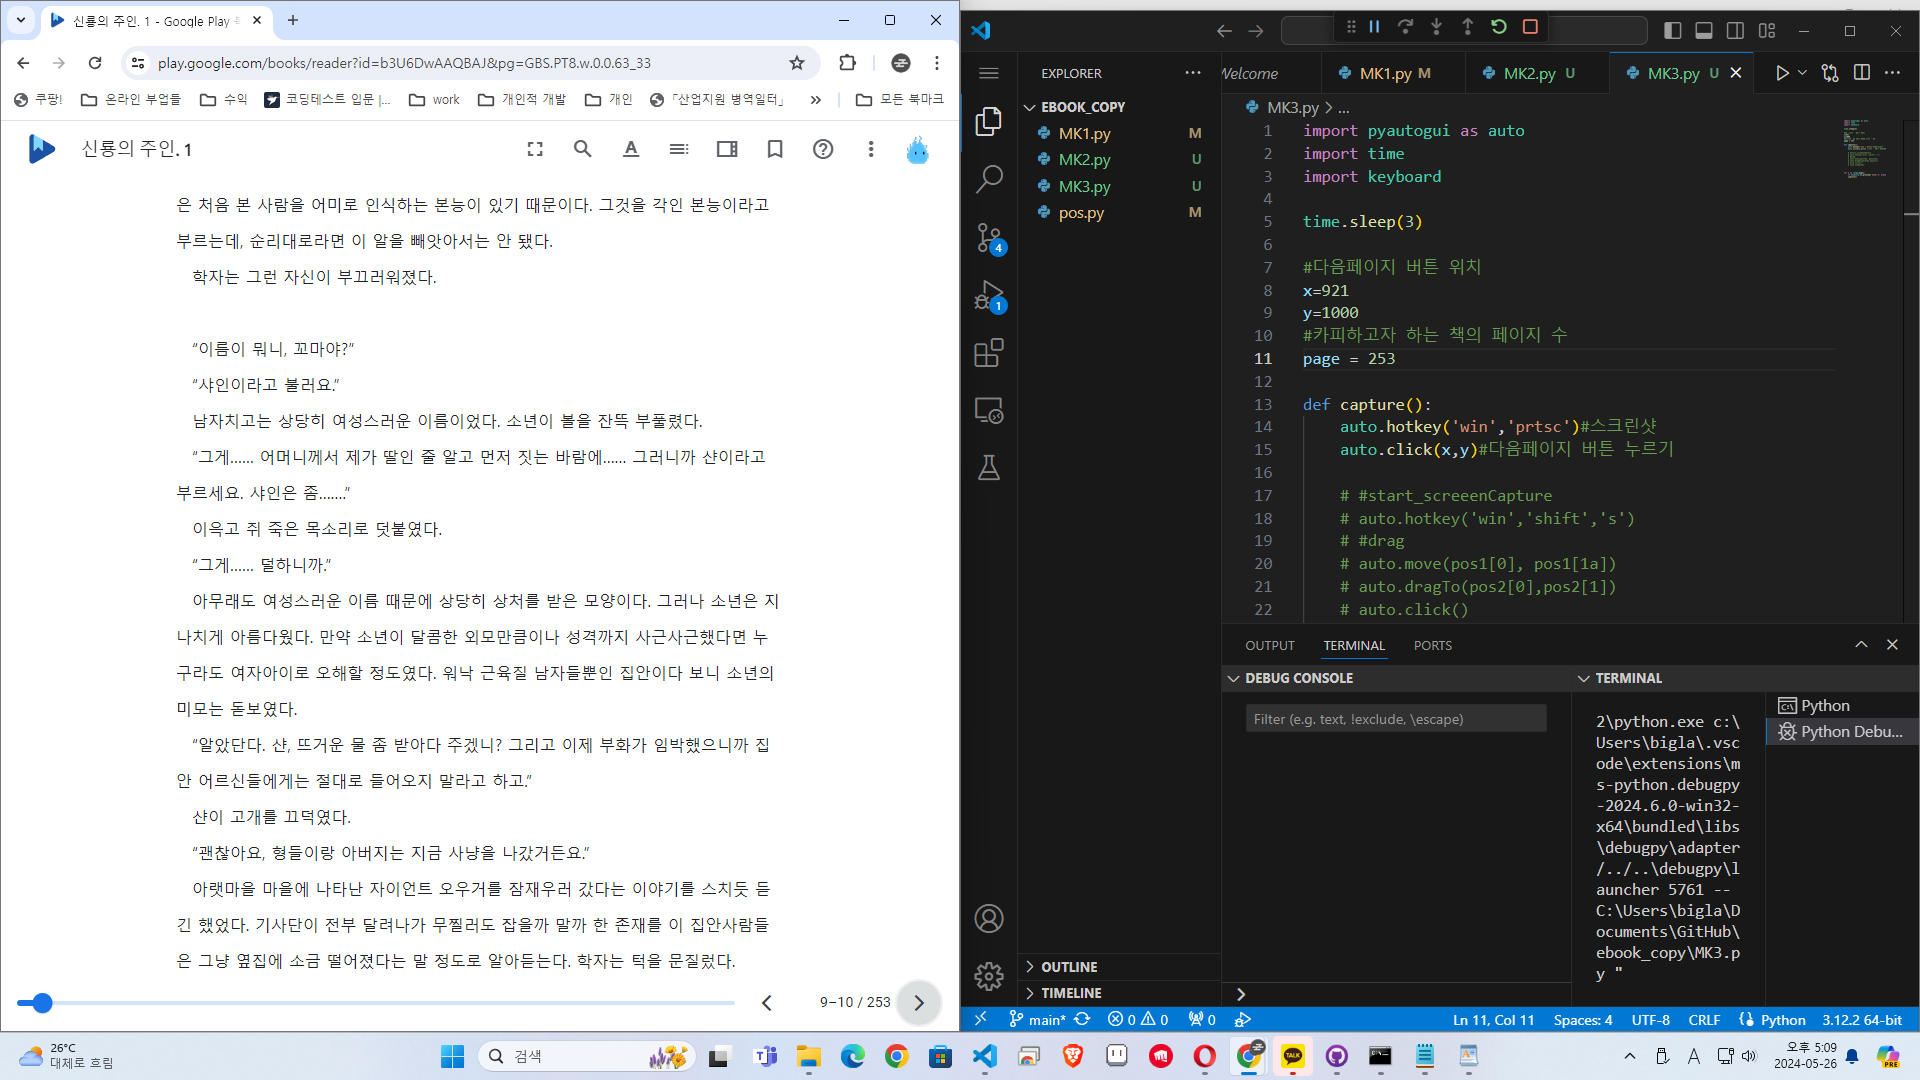 신룡의 주인. 1 - Google Play
play.google.com/books/reader?id=b3U6DwAAQBAJ&pg=GBS.PT8.w.0.0.63_33
쿠팡!
온라인 부업들
수익
코딩테스트 입문 |...
work
개인적 개발
개인
「산업지원 병역일터」
모든 북마크
신룡의 주인. 1
은 처음 본 사람을 어미로 인식하는 본능이 있기 때문이다. 그것을 각인 본능이라고
부르는데, 순리대로라면 이 알을 빼앗아서는 안 됐다.
학자는 그런 자신이 부끄러워졌다.
“이름이 뭐니, 꼬마야?”
“샤인이라고 불러요.”
남자치고는 상당히 여성스러운 이름이었다. 소년이 볼을 잔뜩 부풀렸다.
“그게…… 어머니께서 제가 딸인 줄 알고 먼저 짓는 바람에…… 그러니까 샨이라고
부르세요. 샤인은 좀…….”
이윽고 쥐 죽은 목소리로 덧붙였다.
“그게…… 덜하니까.”
아무래도 여성스러운 이름 때문에 상당히 상처를 받은 모양이다. 그러나 소년은 지
나치게 아름다웠다. 만약 소년이 달콤한 외모만큼이나 성격까지 사근사근했다면 누
구라도 여자아이로 오해할 정도였다. 워낙 근육질 남자들뿐인 집안이다 보니 소년의
미모는 돋보였다.
“알았단다. 샨, 뜨거운 물 좀 받아다 주겠니? 그리고 이제 부화가 임박했으니까 집
안 어르신들에게는 절대로 들어오지 말라고 하고.”
샨이 고개를 끄덕였다.
“괜찮아요, 형들이랑 아버지는 지금 사냥을 나갔거든요.”
아랫마을 마을에 나타난 자이언트 오우거를 잠재우러 갔다는 이야기를 스치듯 듣
긴 했었다. 기사단이 전부 달려나가 무찔러도 잡을까 말까 한 존재를 이 집안사람들
은 그냥 옆집에 소금 떨어졌다는 말 정도로 알아듣는다. 학자는 턱을 문질렀다.
9–10 / 253
EXPLORER
EBOOK_COPY
MK1.py M
MK2.py U
MK3.py U
pos.py M
OUTLINE
TIMELINE
Welcome
MK1.py M
MK2.py U
MK3.py U
MK3.py > ...
1 import pyautogui as auto
2 import time
3 import keyboard
4
5 time.sleep(3)
6
7 #다음페이지 버튼 위치
8 x=921
9 y=1000
10 #카피하고자 하는 책의 페이지 수
11 page = 253
12
13 def capture():
14 auto.hotkey('win','prtsc')#스크린샷
15 auto.click(x,y)#다음페이지 버튼 누르기
16
17 # #start_screeenCapture
18 # auto.hotkey('win','shift','s')
19 # #drag
20 # auto.move(pos1[0], pos1[1a])
21 # auto.dragTo(pos2[0],pos2[1])
22 # auto.click()
OUTPUT
TERMINAL
PORTS
DEBUG CONSOLE
Filter (e.g. text, !exclude, \escape)
TERMINAL
2\python.exe c:\
Users\bigla\.vsc
ode\extensions\m
s-python.debugpy
-2024.6.0-win32-
x64\bundled\libs
\debugpy\adapter
/../..\debugpy\l
auncher 5761 --
C:\Users\bigla\D
ocuments\GitHub\
ebook_copy\MK3.p
y "
Python
Python Debu...
4
1
main*
0
0
0
Ln 11, Col 11
Spaces: 4
UTF-8
CRLF
Python
3.12.2 64-bit
26°C
대체로 흐림
검색
TALK
A
오후 5:09
2024-05-26
PRE